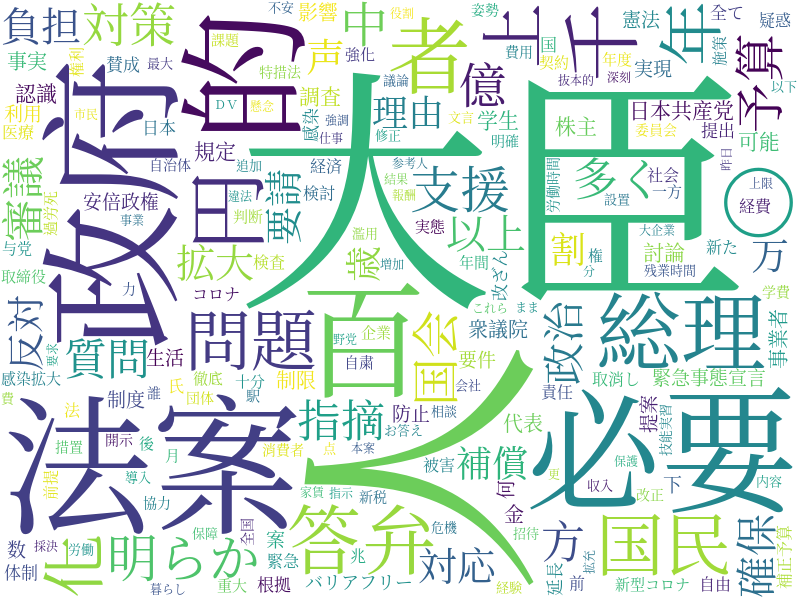 負担
対策
事実
賛成
認識
利用
医療
日本
審議
規定
自治体
過労死
安倍政権
与党
取締役
事業
力
コロナ
反対
質問
生活
感染拡大
要求
費
法
制度
団体
氏
誰
徹底
十分
駅
制限
政府
的
円
不安
影響
権利
課題
最大
特措法
市民
DV
懸念
強化
声
中
役割
調査
強調
感染
仕事
議論
者
姿勢
費用
億
上
千
国
契約
抜本的
年度
深刻
憲法
実現
年
全て
疑惑
施策
予算
理由
修正
文言
学生
明確
株主
日本共産党
委員会
提出
昨日
可能
以下
追加
経済
参考人
検討
違法
判断
要請
結果
報酬
支援
実態
労働時間
設置
多く
社会
一方
上限
経費
大臣
拡大
検査
歳
濫用
増加
年間
改ざん
以上
割
大企業
権
分
討論
残業時間
新た
万
百
問題
これら
まま
野党
企業
自粛
国会
衆議院
要件
会社
政治
総理
学費
事業者
責任
取消し
緊急事態宣言
法案
措置
開示
後
月
前提
導入
協力
体制
数
採決
労働
化
明らか
暮らし
保障
全国
重大
案
緊急
根拠
消費者
点
指摘
防止
相談
お答え
本案
家賃
指示
新税
兆
答弁
バリアフリー
被害
代表
補償
何
金
危機
対応
招待
経験
必要
提案
技能実習
保護
収入
更
改正
下
内容
方
国民
確保
延長
前
拡充
新型コロナ
自由
補正予算
〇
人